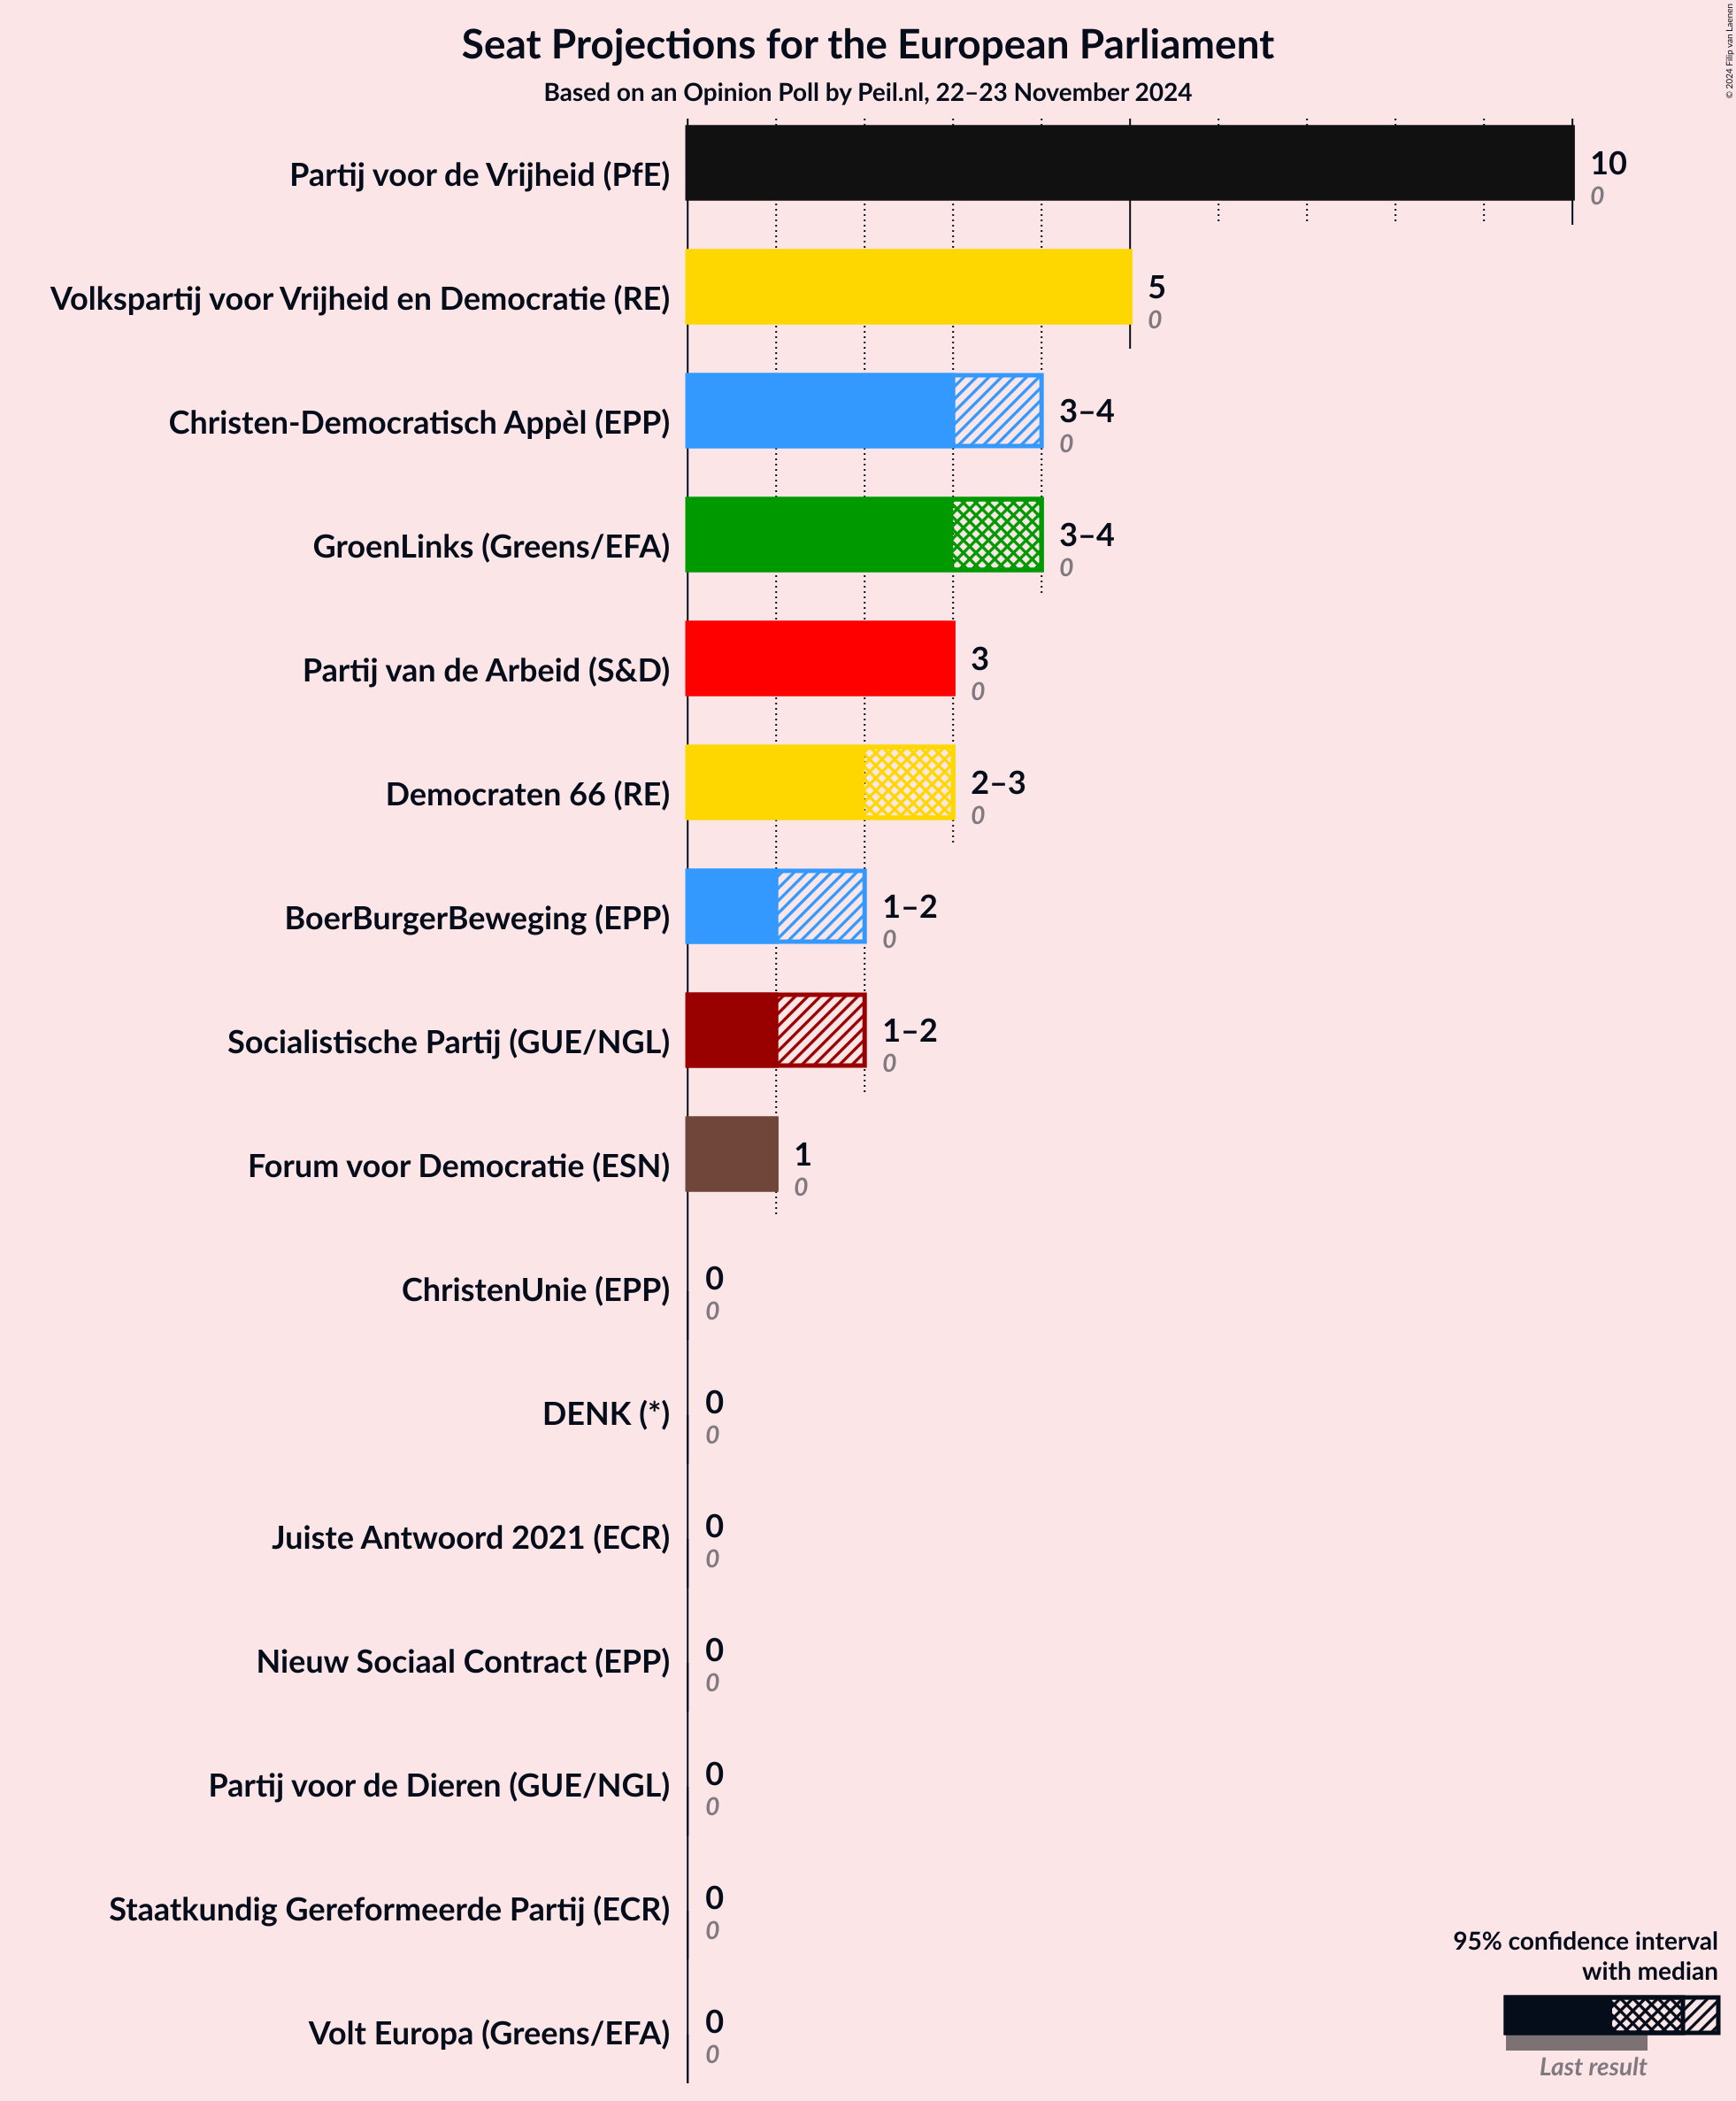 © 2024 Filip van Laenen
Seat Projections for the European Parliament
Based on an Opinion Poll by Peil.nl, 22–23 November 2024
Partij voor de Vrijheid (PfE)
10
0
Volkspartij voor Vrijheid en Democratie (RE)
5
0
Christen-Democratisch Appèl (EPP)
3–4
0
GroenLinks (Greens/EFA)
3–4
0
Partij van de Arbeid (S&D)
3
0
Democraten 66 (RE)
2–3
0
BoerBurgerBeweging (EPP)
1–2
0
Socialistische Partij (GUE/NGL)
1–2
0
Forum voor Democratie (ESN)
1
0
ChristenUnie (EPP)
0
0
DENK (*)
0
0
Juiste Antwoord 2021 (ECR)
0
0
Nieuw Sociaal Contract (EPP)
0
0
Partij voor de Dieren (GUE/NGL)
0
0
Staatkundig Gereformeerde Partij (ECR)
0
0
Volt Europa (Greens/EFA)
0
0
95% confidence interval
with median
Last result